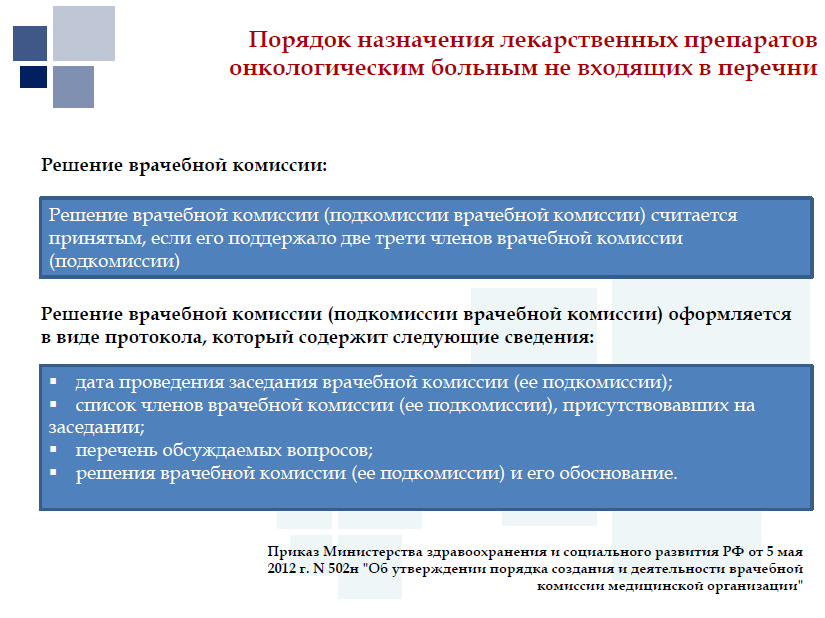 Порядок назначения лекарственных препаратов
онкологическим больным не входящих в перечни
Решение врачебной комиссии:
Решение врачебной комиссии (подкомиссии врачебной комиссии) считается
принятым, если его поддержало две трети членов врачебной комиссии
(подкомиссии)
Решение врачебной комиссии (подкомиссии врачебной комиссии) оформляется
в виде протокола, который содержит следующие сведения:
▪ дата проведения заседания врачебной комиссии (ее подкомиссии);
▪ список членов врачебной комиссии (ее подкомиссии), присутствовавших на
заседании;
▪ перечень обсуждаемых вопросов;
▪ решения врачебной комиссии (ее подкомиссии) и его обоснование.
Приказ Министерства здравоохранения и социального развития РФ от 5 мая
2012 г. N 502н "Об утверждении порядка создания и деятельности врачебной
комиссии медицинской организации"